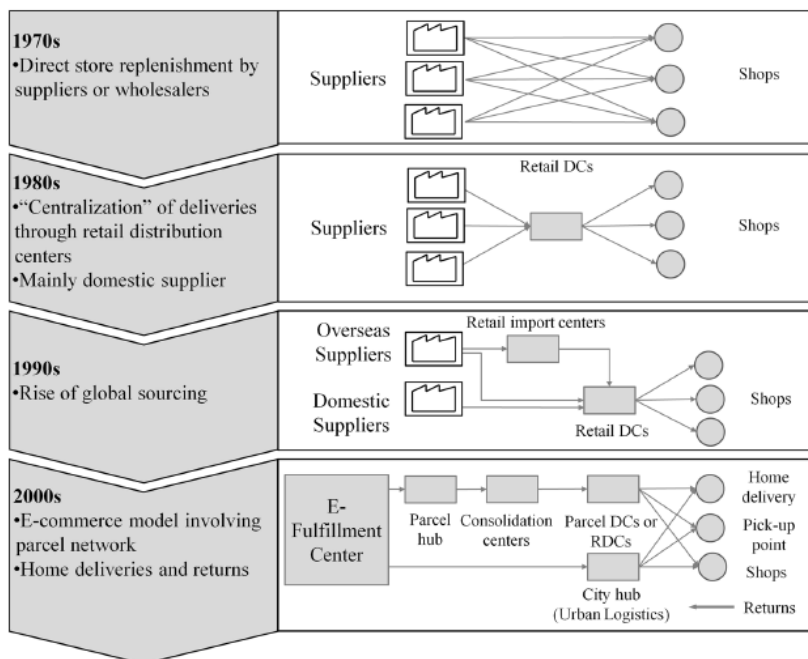 1970s
•Direct store replenishment by
suppliers or wholesalers
Suppliers
Shops
1980s
•“Centralization” of deliveries
through retail distribution
centers
•Mainly domestic supplier
Retail DCs
Suppliers
Shops
1990s
•Rise of global sourcing
Overseas
Suppliers
Retail import centers
Domestic
Suppliers
Retail DCs
Shops
2000s
•E-commerce model involving
parcel network
•Home deliveries and returns
E-
Fulfillment
Center
Parcel
hub
Consolidation
centers
Parcel DCs or
RDCs
City hub
(Urban Logistics)
Home
delivery
Pick-up
point
Shops
Returns